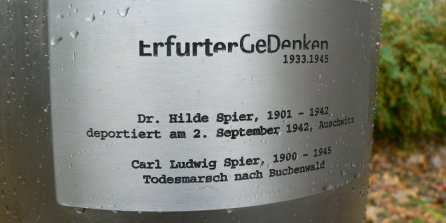 ErfurterGeDenken
1933.1945
Dr. Hilde Spier, 1901 - 1942
deportiert am 2. September 1942, Auschwitz
Carl Ludwig Spier, 1900 - 1945
Todesmarsch nach Buchenwald